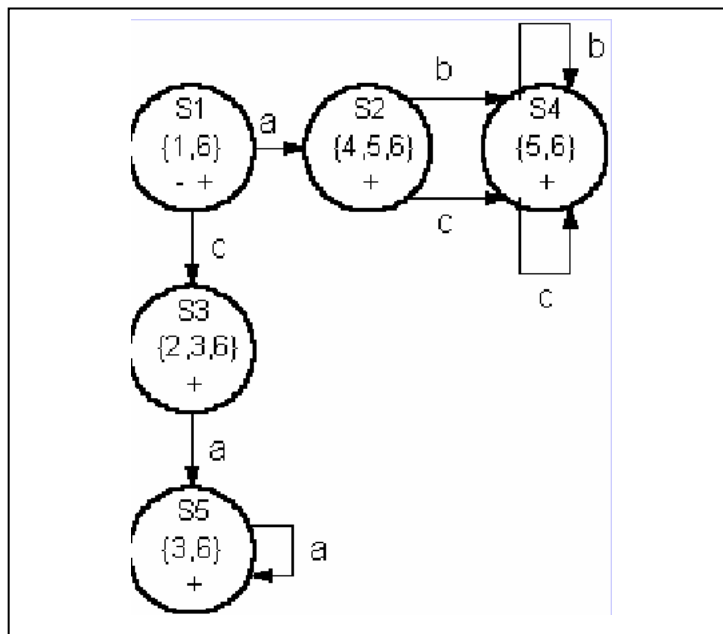 S1
{1,6}
- +
a
S2
{4,5,6}
+
b
c
S4
{5,6}
+
b
c
c
S3
{2,3,6}
+
a
S5
{3,6}
+
a